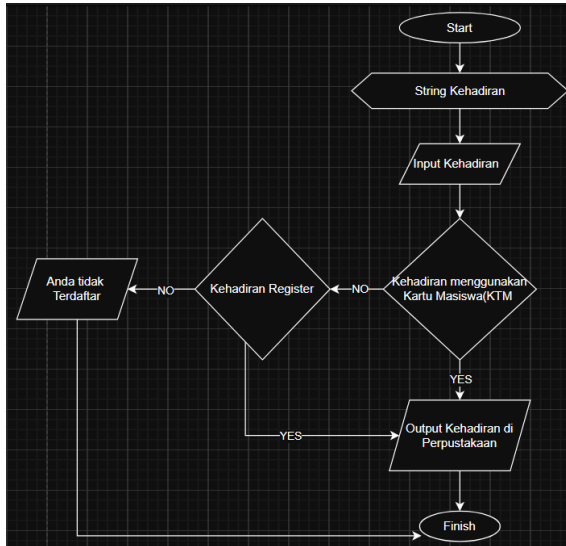 Start
String Kehadiran
Input Kehadiran
Kehadiran menggunakan
Kartu Masiswa(KTM
NO
Kehadiran Register
NO
Anda tidak
Terdaftar
YES
YES
Output Kehadiran di
Perpustakaan
Finish